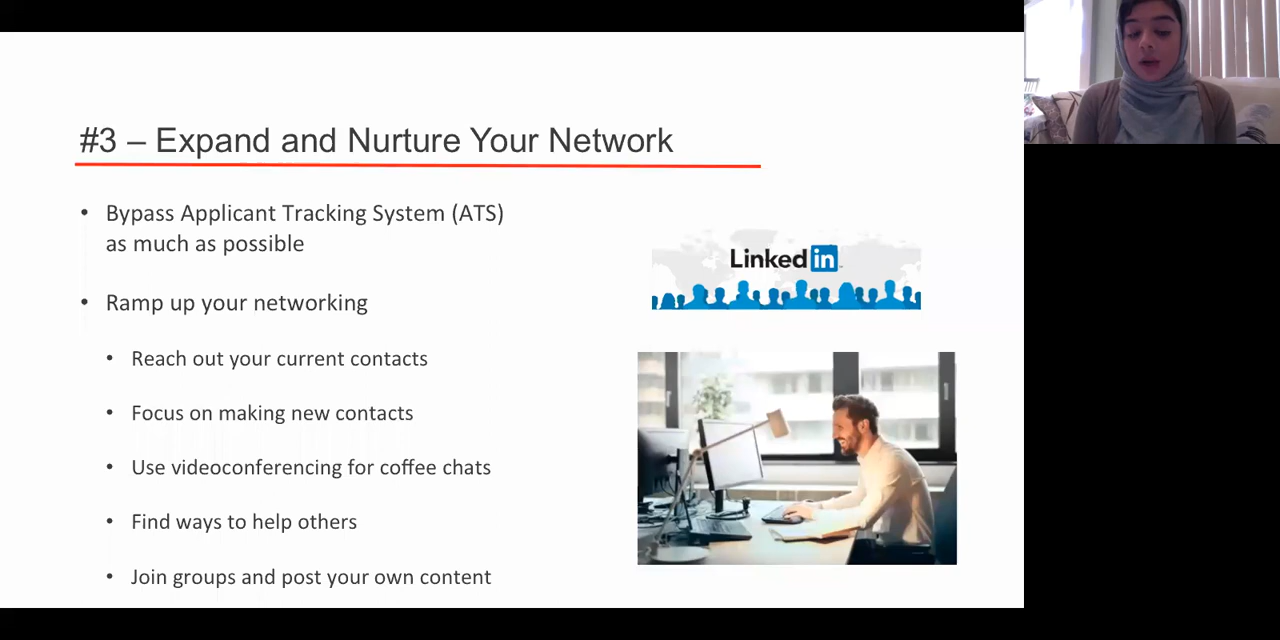 #3 – Expand and Nurture Your Network
• Bypass Applicant Tracking System (ATS)
as much as possible
• Ramp up your networking
• Reach out your current contacts
• Focus on making new contacts
• Use videoconferencing for coffee chats
• Find ways to help others
• Join groups and post your own content
Linked in